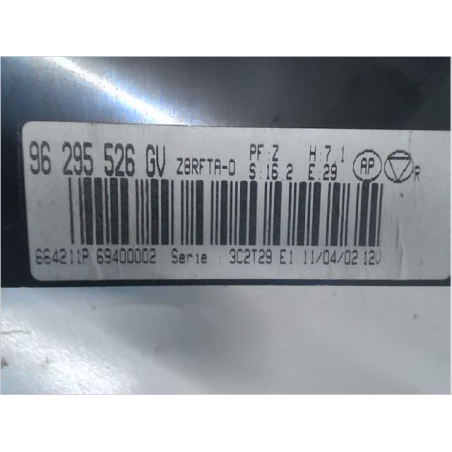 96 295 526 GV Z8RFTA-0 PF:Z H:7.1
S:16.2 E:29 AP R
664211P 69400002 Serie : 3C2T29 E1 11/04/02 12V